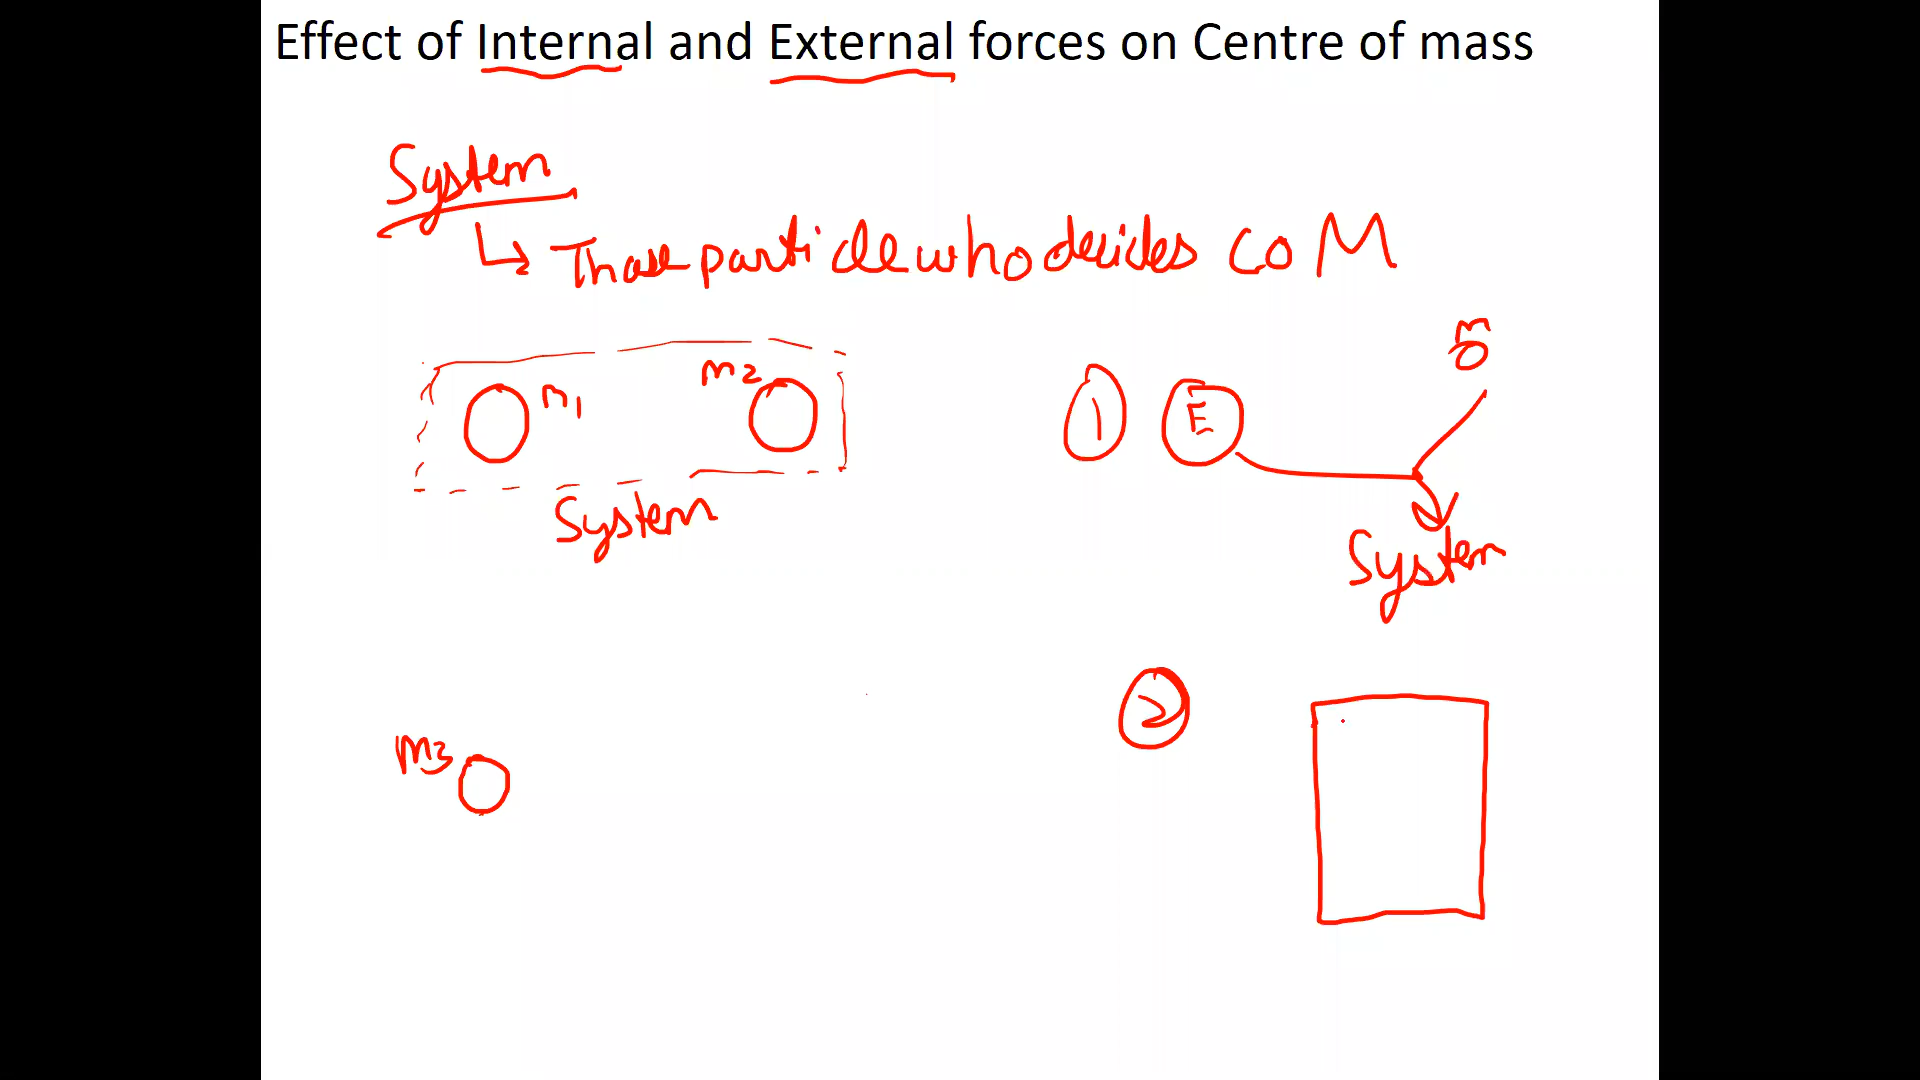 Effect of Internal and External forces on Centre of mass
System
Those particle who decides COM
m1
m2
System
1
E
m
System
2
m3